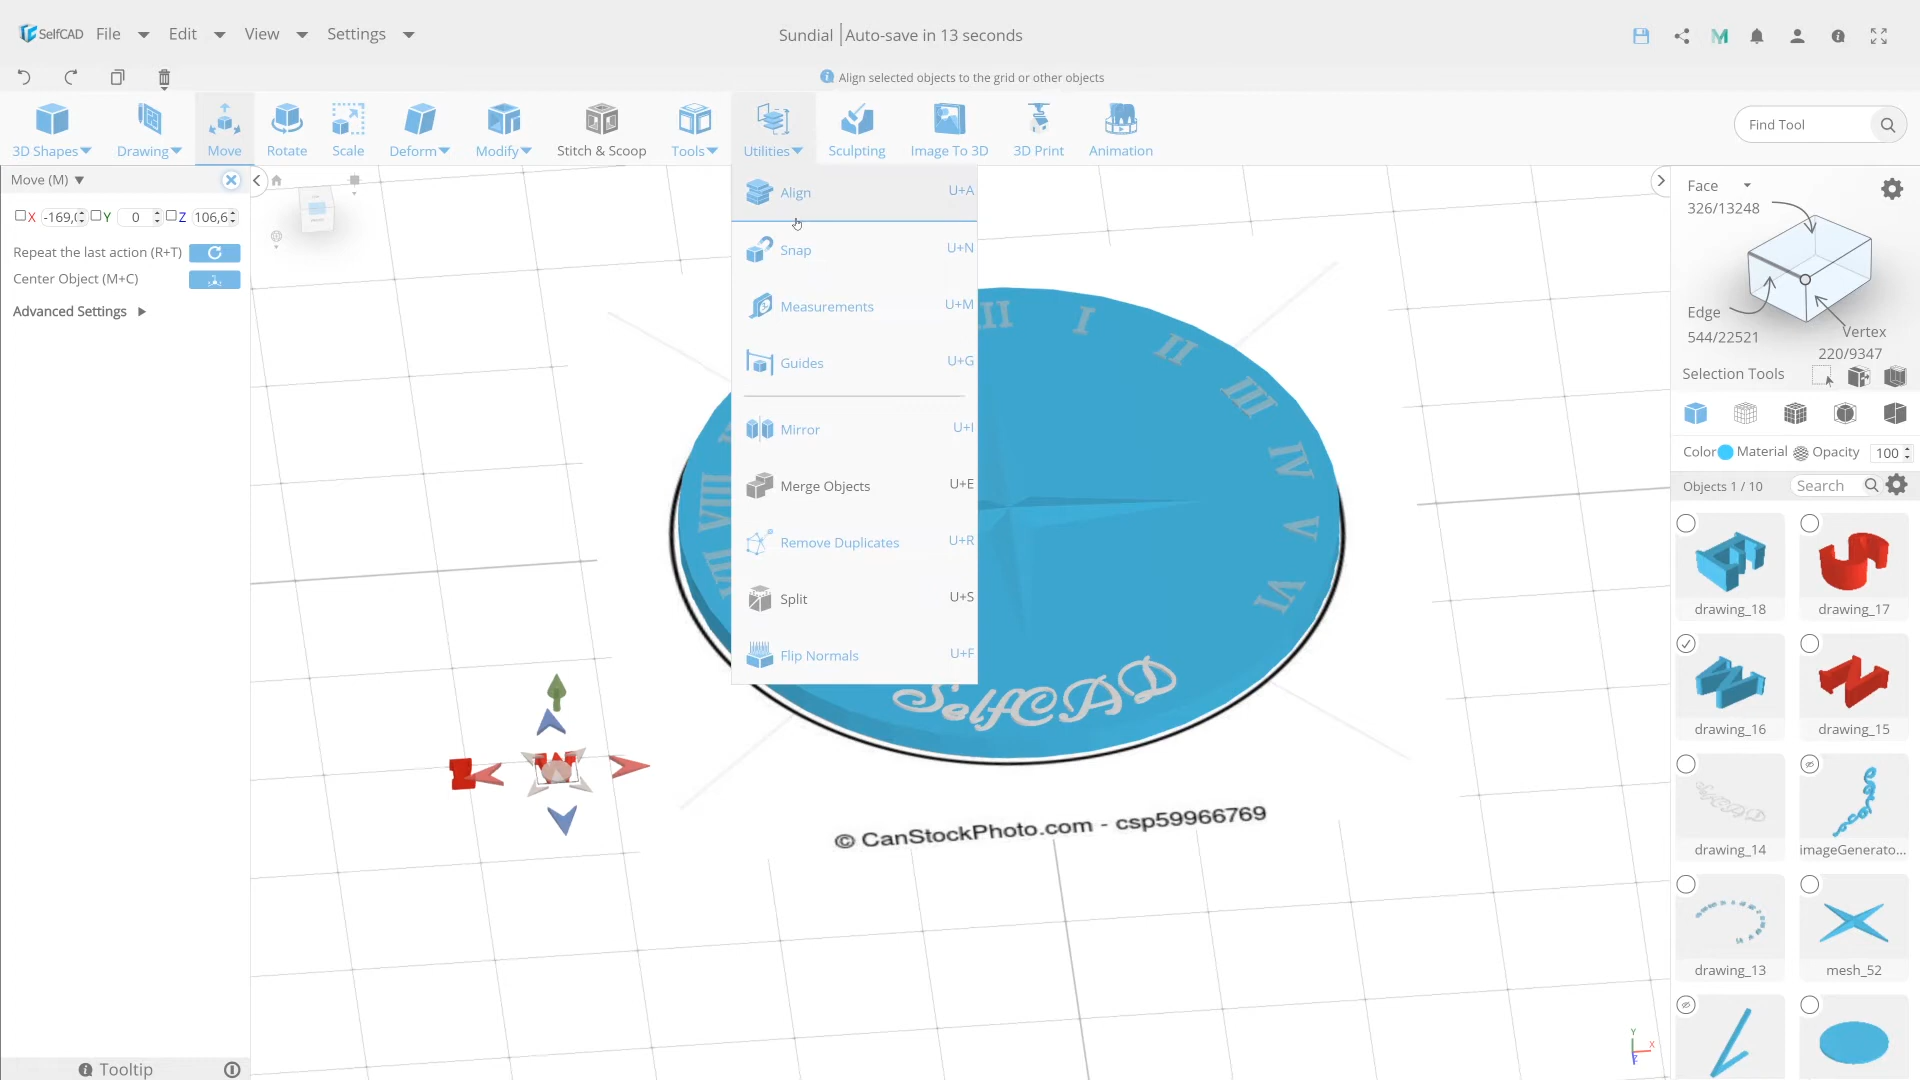 SelfCAD File Edit View Settings
Sundial Auto-save in 13 seconds
Align selected objects to the grid or other objects
3D Shapes Drawing Move Rotate Scale Deform Modify Stitch & Scoop Tools Utilities Sculpting Image To 3D 3D Print Animation
Find Tool
Move (M)
X -169,( Y 0 Z 106,6
Repeat the last action (R+T)
Center Object (M+C)
Advanced Settings
Align U+A
Snap U+N
Measurements U+M
Guides U+G
Mirror U+I
Merge Objects U+E
Remove Duplicates U+R
Split U+S
Flip Normals U+F
III I II III IV V VI
VIII
SelfCAD
© CanStockPhoto.com - csp59966769
Face
326/13248
Edge
544/22521
Vertex
220/9347
Selection Tools
Color Material Opacity 100
Objects 1 / 10 Search
drawing_18 drawing_17
drawing_16 drawing_15
drawing_14 imageGenerato...
drawing_13 mesh_52
Y
X
Z
Tooltip